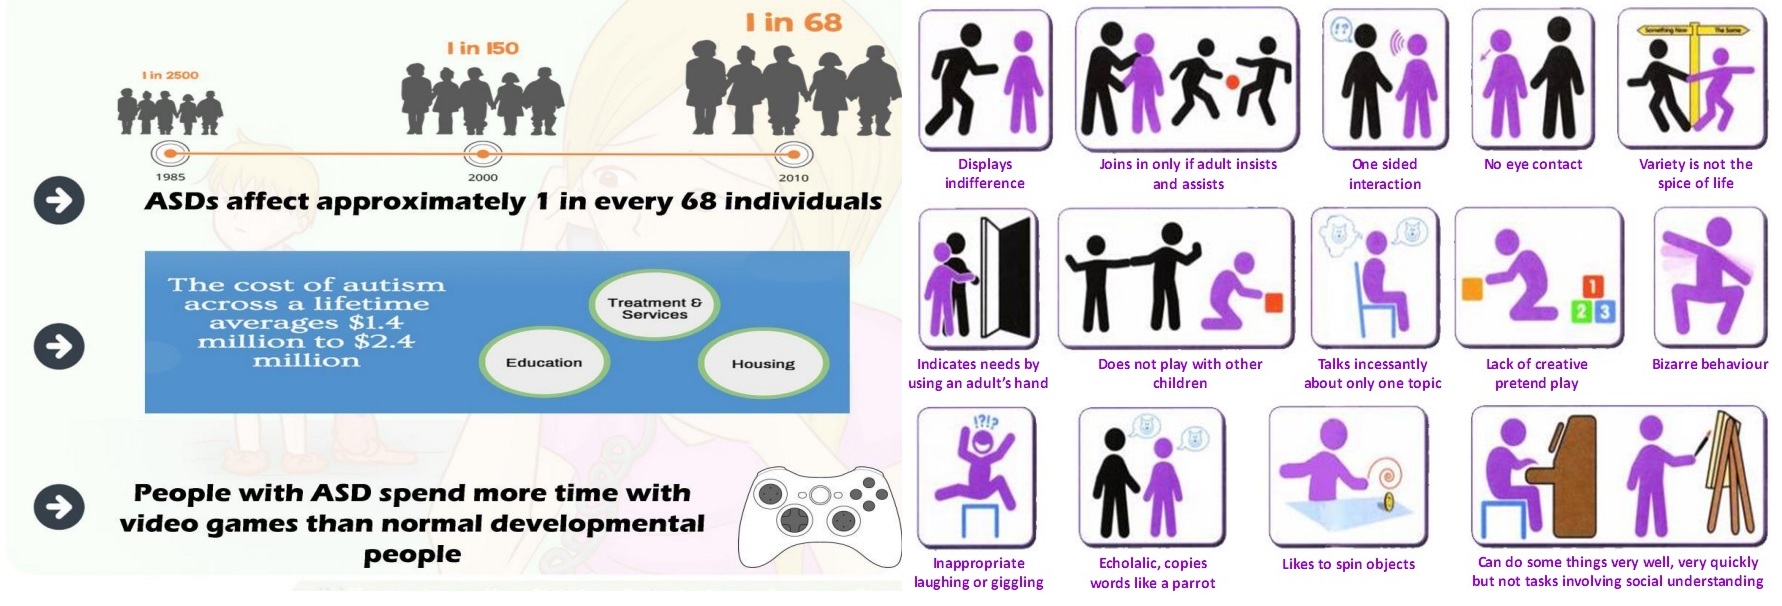 1 in 68
1 in 150
1 in 2500
1985
2000
2010
ASDs affect approximately 1 in every 68 individuals
The cost of autism
across a lifetime
averages $1.4
million to $2.4
million
Treatment &
Services
Education
Housing
People with ASD spend more time with
video games than normal developmental
people
!?
Something New
The Same
Displays
indifference
Joins in only if adult insists
and assists
One sided
interaction
No eye contact
Variety is not the
spice of life
1
2 3
Indicates needs by
using an adult's hand
Does not play with other
children
Talks incessantly
about only one topic
Lack of creative
pretend play
Bizarre behaviour
!?!?
Inappropriate
laughing or giggling
Echolalic, copies
words like a parrot
Likes to spin objects
Can do some things very well, very quickly
but not tasks involving social understanding